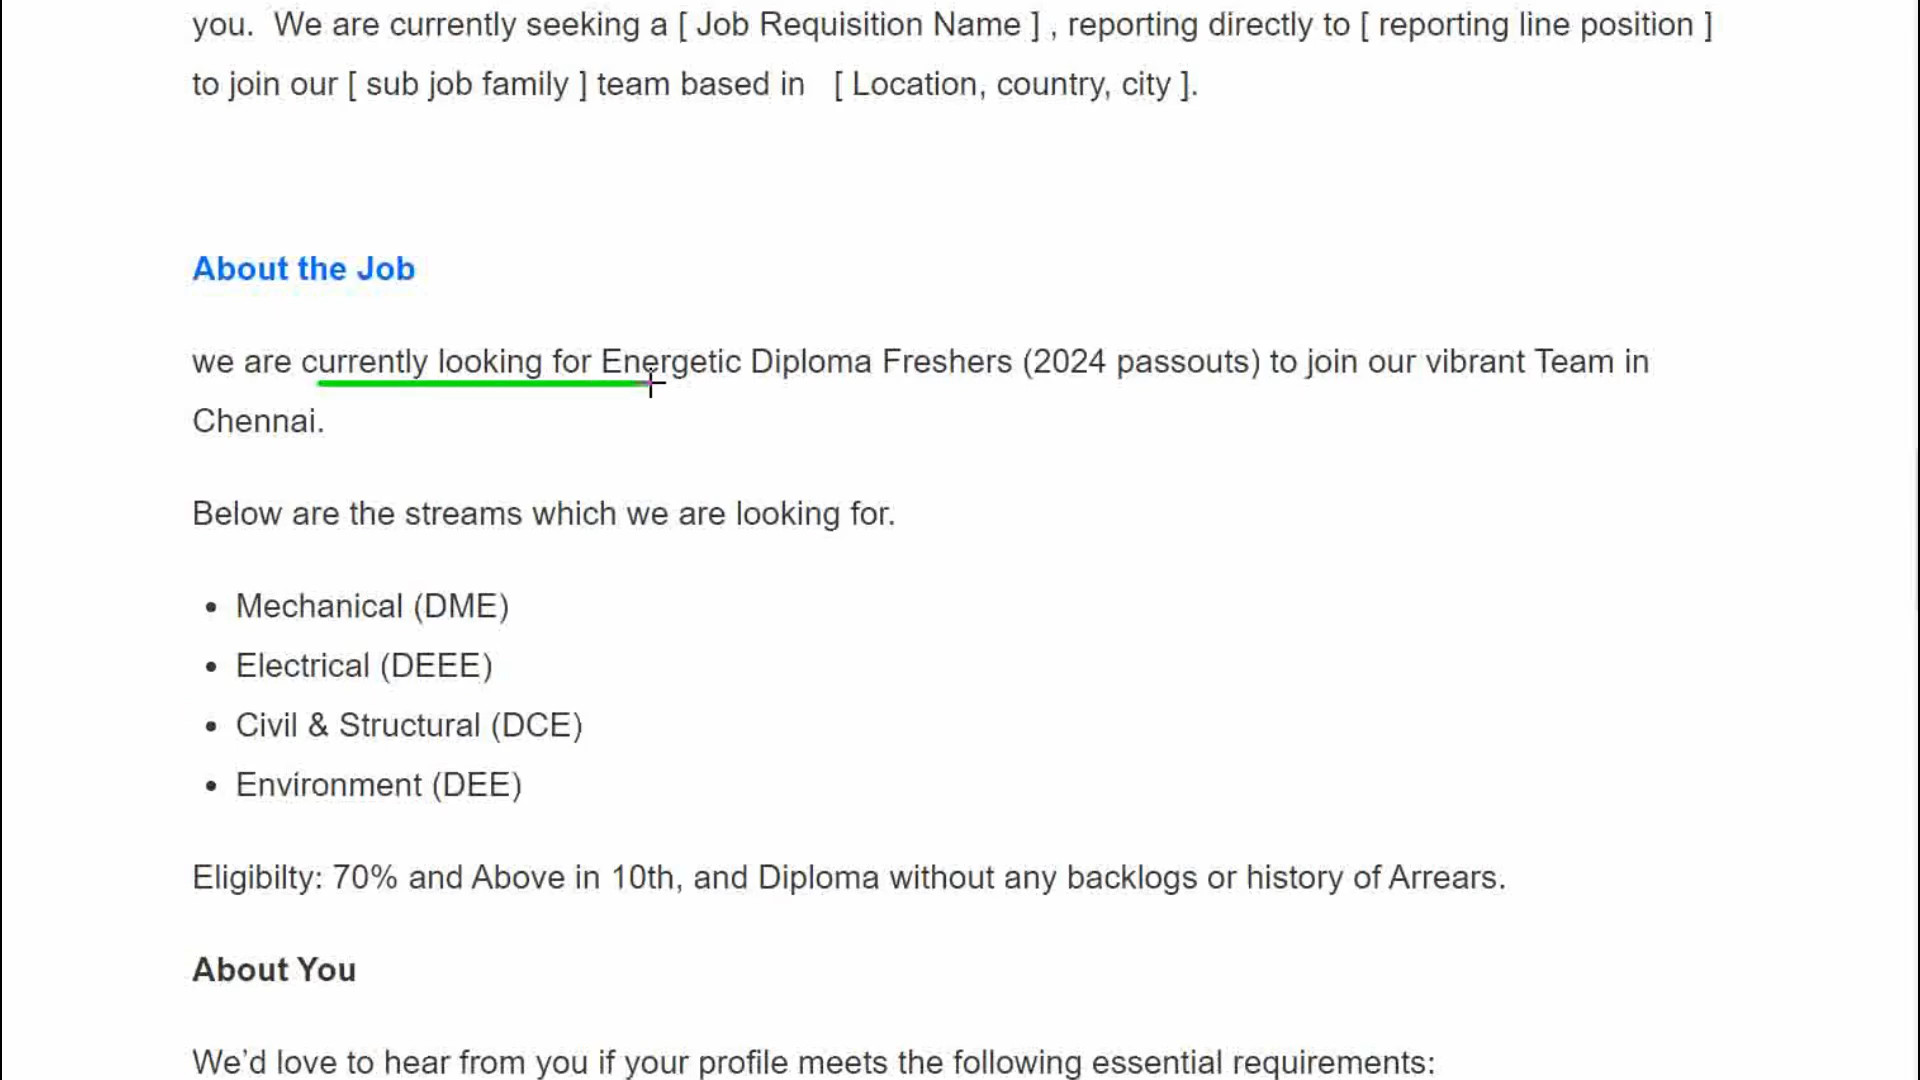 you. We are currently seeking a [ Job Requisition Name ] , reporting directly to [ reporting line position ]
to join our [ sub job family ] team based in [ Location, country, city ].
About the Job
we are currently looking for Energetic Diploma Freshers (2024 passouts) to join our vibrant Team in
Chennai.
Below are the streams which we are looking for.
• Mechanical (DME)
• Electrical (DEEE)
• Civil & Structural (DCE)
• Environment (DEE)
Eligibilty: 70% and Above in 10th, and Diploma without any backlogs or history of Arrears.
About You
We’d love to hear from you if your profile meets the following essential requirements: